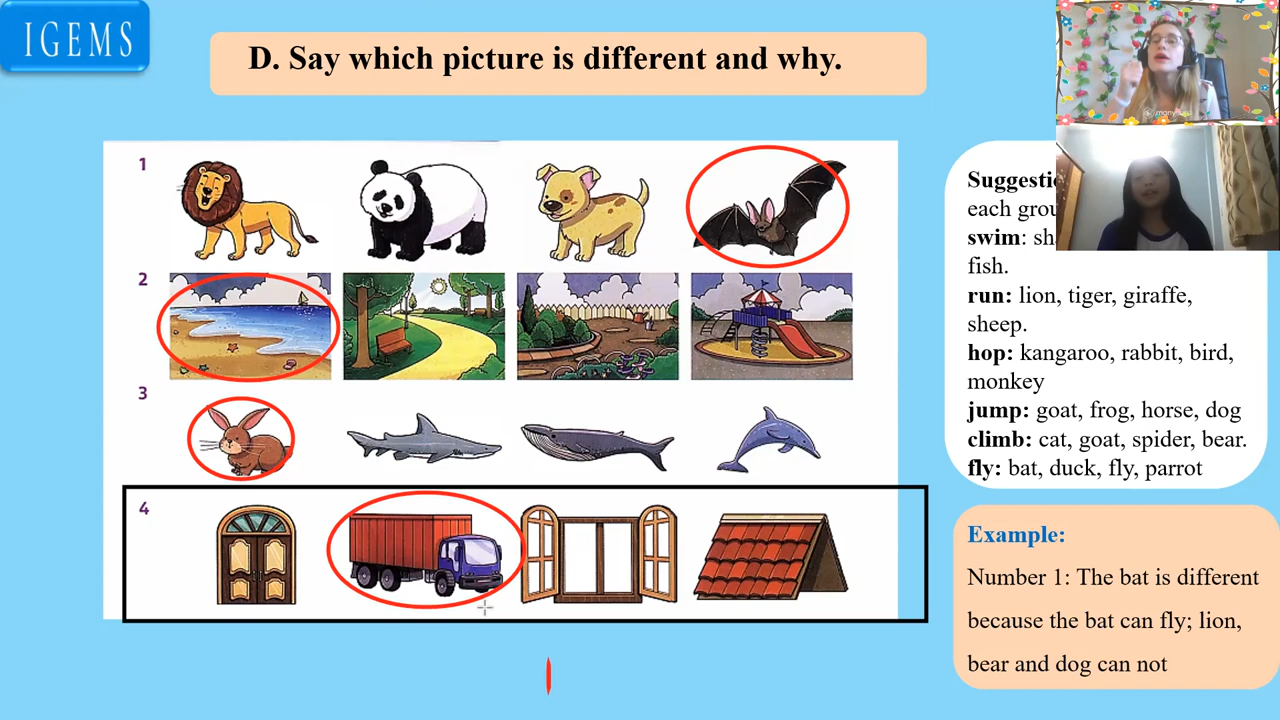 IGEMS
D. Say which picture is different and why.
1
2
3
4
Suggestio
each grou
swim: sh
fish.
run: lion, tiger, giraffe,
sheep.
hop: kangaroo, rabbit, bird,
monkey
jump: goat, frog, horse, dog
climb: cat, goat, spider, bear.
fly: bat, duck, fly, parrot
Example:
Number 1: The bat is different
because the bat can fly; lion,
bear and dog can not